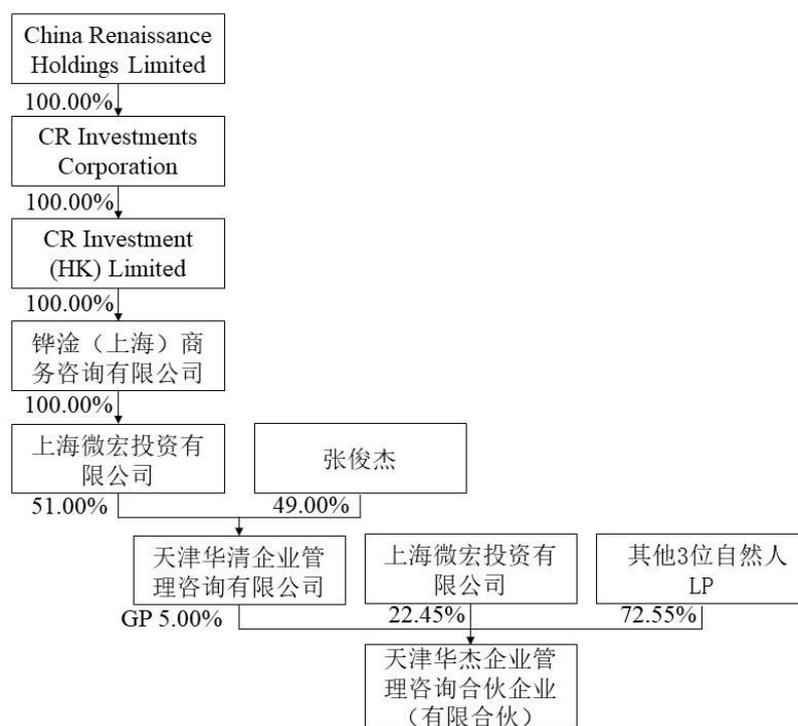 China Renaissance
Holdings Limited
100.00%
CR Investments
Corporation
100.00%
CR Investment
(HK) Limited
100.00%
铧淦（上海）商
务咨询有限公司
100.00%
上海微宏投资有
限公司
张俊杰
51.00%
49.00%
天津华清企业管
理咨询有限公司
上海微宏投资有
限公司
其他3位自然人
LP
GP 5.00%
22.45%
72.55%
天津华杰企业管
理咨询合伙企业
（有限合伙）